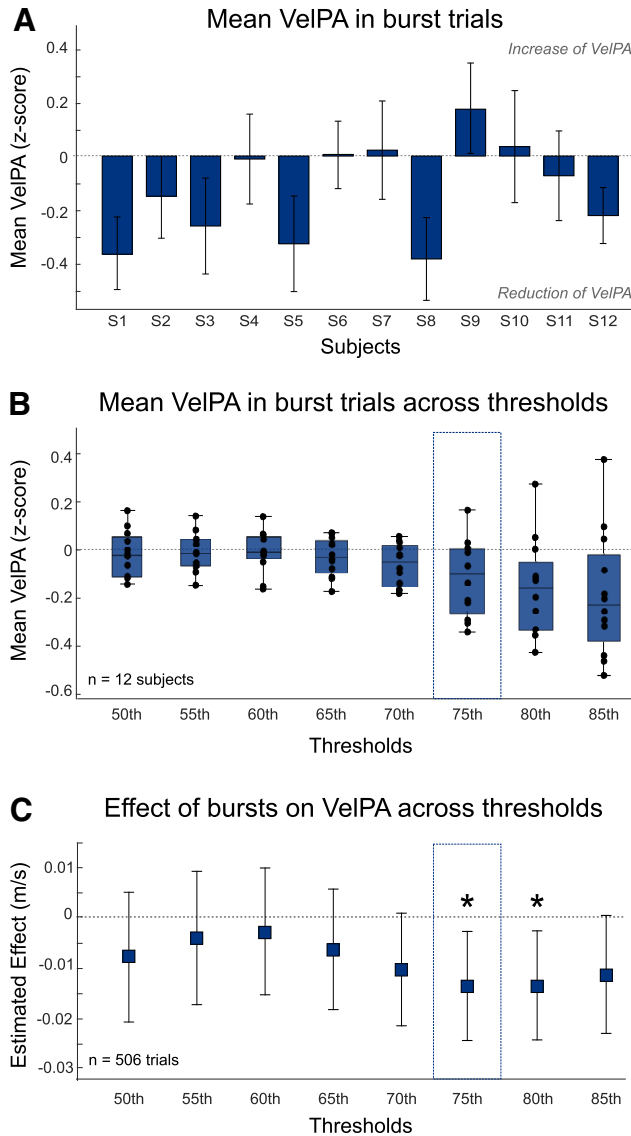 A
Mean VelPA in burst trials
Increase of VelPA
Mean VelPA (z-score)
0.4
0.2
0
-0.2
-0.4
Reduction of VelPA
S1 S2 S3 S4 S5 S6 S7 S8 S9 S10 S11 S12
Subjects
B
Mean VelPA in burst trials across thresholds
Mean VelPA (z-score)
0.4
0.2
0
-0.2
-0.4
-0.6
n = 12 subjects
50th 55th 60th 65th 70th 75th 80th 85th
Thresholds
C
Effect of bursts on VelPA across thresholds
Estimated Effect (m/s)
0.01
0
-0.01
-0.02
-0.03
* *
n = 506 trials
50th 55th 60th 65th 70th 75th 80th 85th
Thresholds